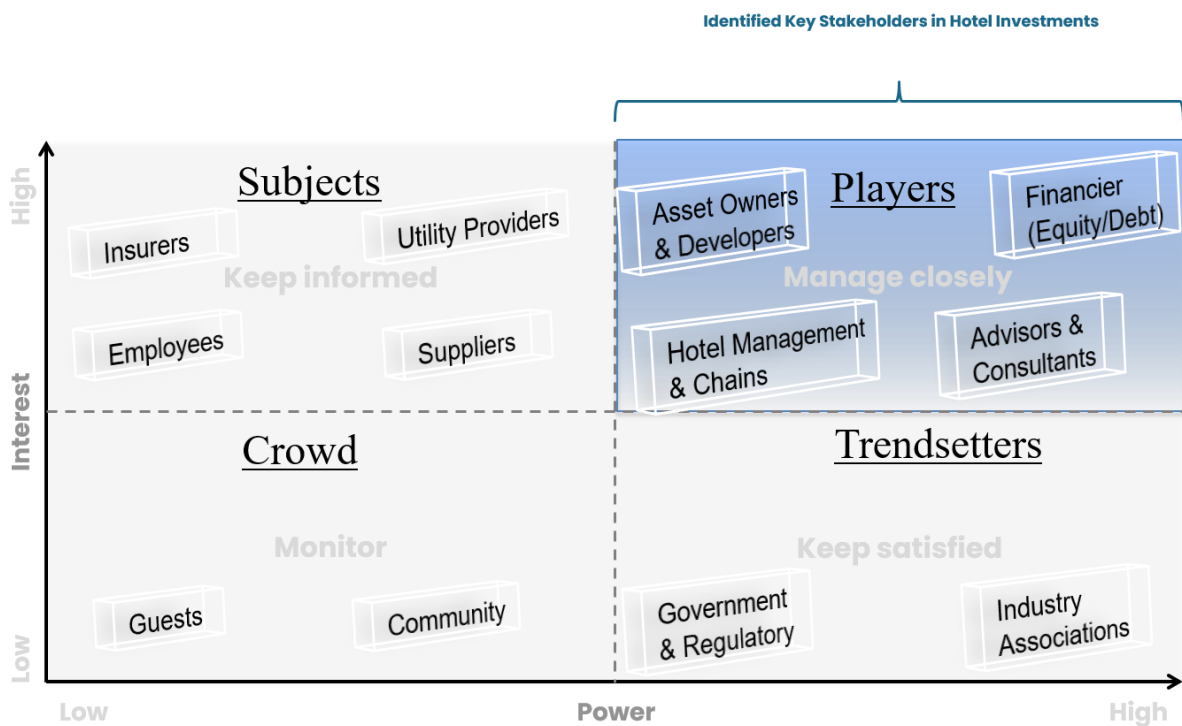 Identified Key Stakeholders in Hotel Investments
High
Subjects
Insurers
Utility Providers
Keep informed
Employees
Suppliers
Players
Asset Owners
& Developers
Financier
(Equity/Debt)
Manage closely
Hotel Management
& Chains
Advisors &
Consultants
Interest
Crowd
Monitor
Guests
Community
Trendsetters
Keep satisfied
Government
& Regulatory
Industry
Associations
Low
Low
Power
High